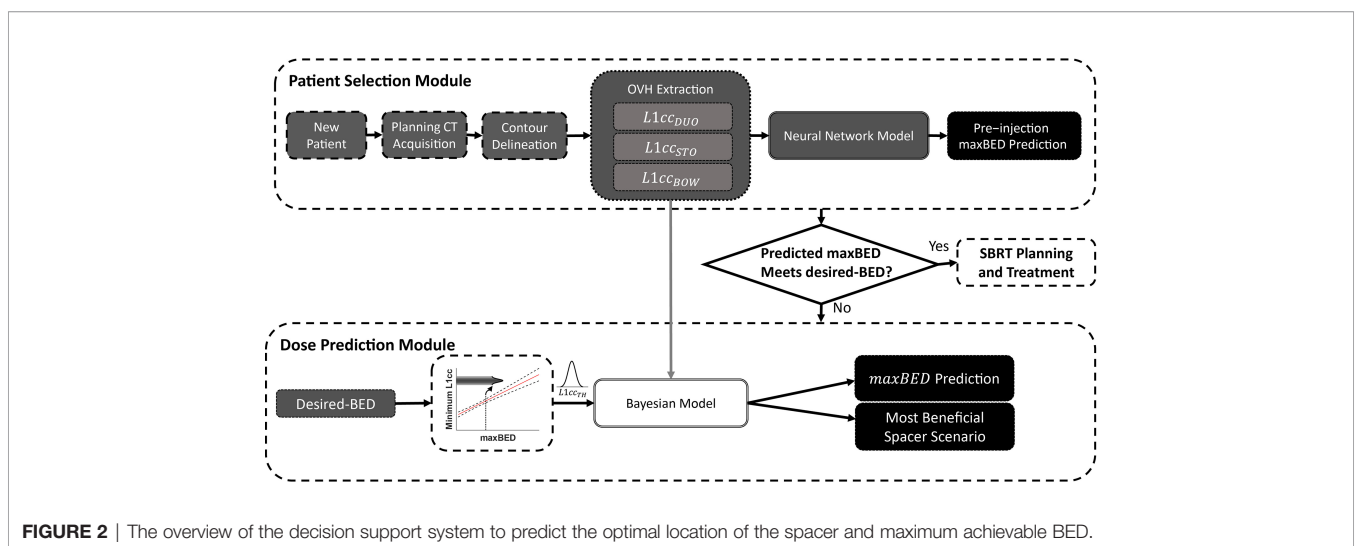 Patient Selection Module
New
Patient
Planning CT
Acquisition
Contour
Delineation
OVH Extraction
L1cc_DUO
L1cc_STO
L1cc_BOW
Neural Network Model
Pre−injection
maxBED Prediction
Predicted maxBED
Meets desired-BED?
Yes
SBRT Planning
and Treatment
No
Dose Prediction Module
Desired-BED
Minimum L1cc
maxBED
L1cc_TH
Bayesian Model
maxBED Prediction
Most Beneficial
Spacer Scenario
FIGURE 2 | The overview of the decision support system to predict the optimal location of the spacer and maximum achievable BED.